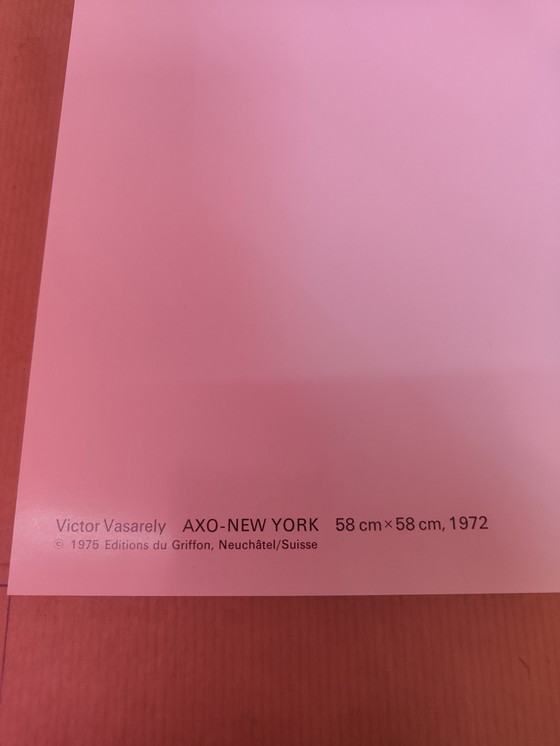 Victor Vasarely AXO-NEW YORK 58 cm×58 cm, 1972
© 1975 Editions du Griffon, Neuchâtel/Suisse